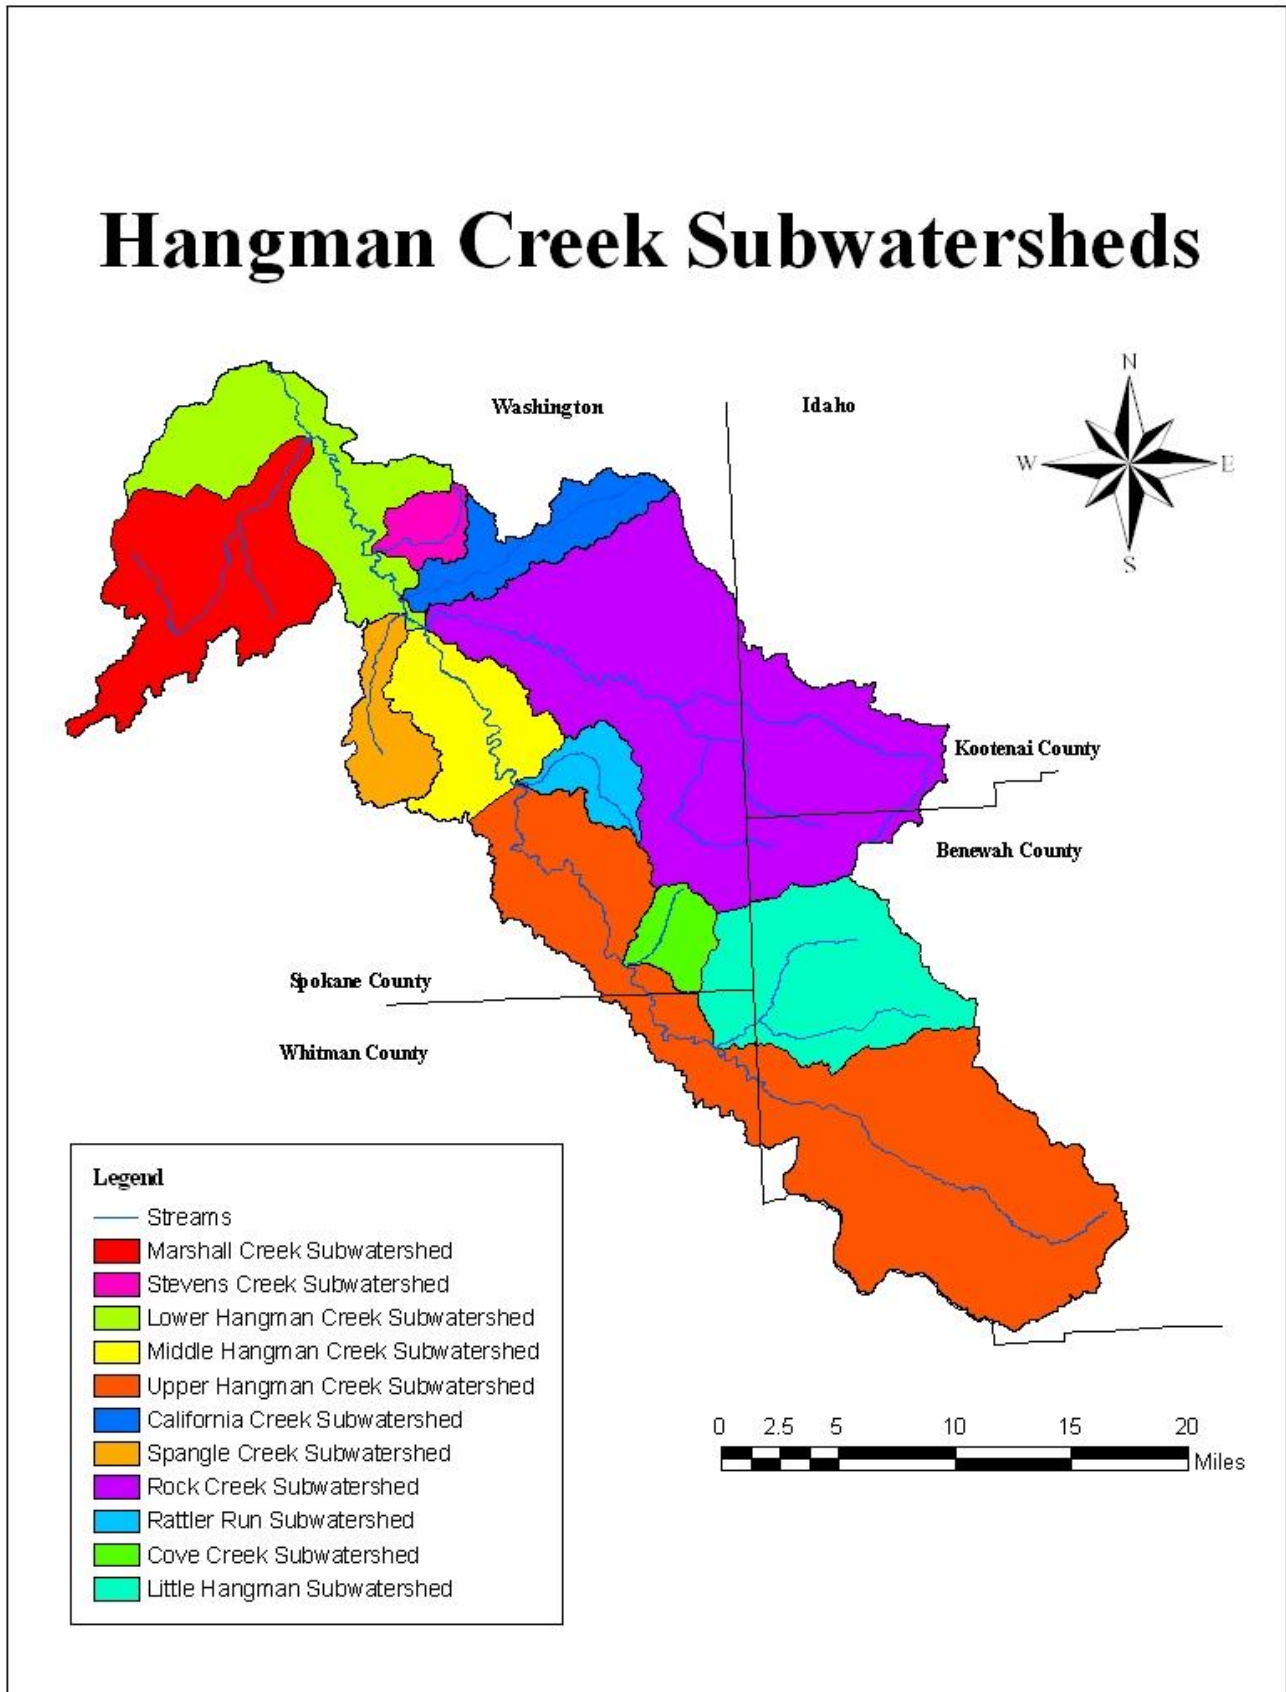 Hangman Creek Subwatersheds
N
Washington
Idaho
W
E
S
Kootenai County
Benewah County
Spokane County
Whitman County
Legend
Streams
Marshall Creek Subwatershed
Stevens Creek Subwatershed
Lower Hangman Creek Subwatershed
Middle Hangman Creek Subwatershed
Upper Hangman Creek Subwatershed
California Creek Subwatershed
Spangle Creek Subwatershed
Rock Creek Subwatershed
Rattler Run Subwatershed
Cove Creek Subwatershed
Little Hangman Subwatershed
0 2.5 5 10 15 20
Miles